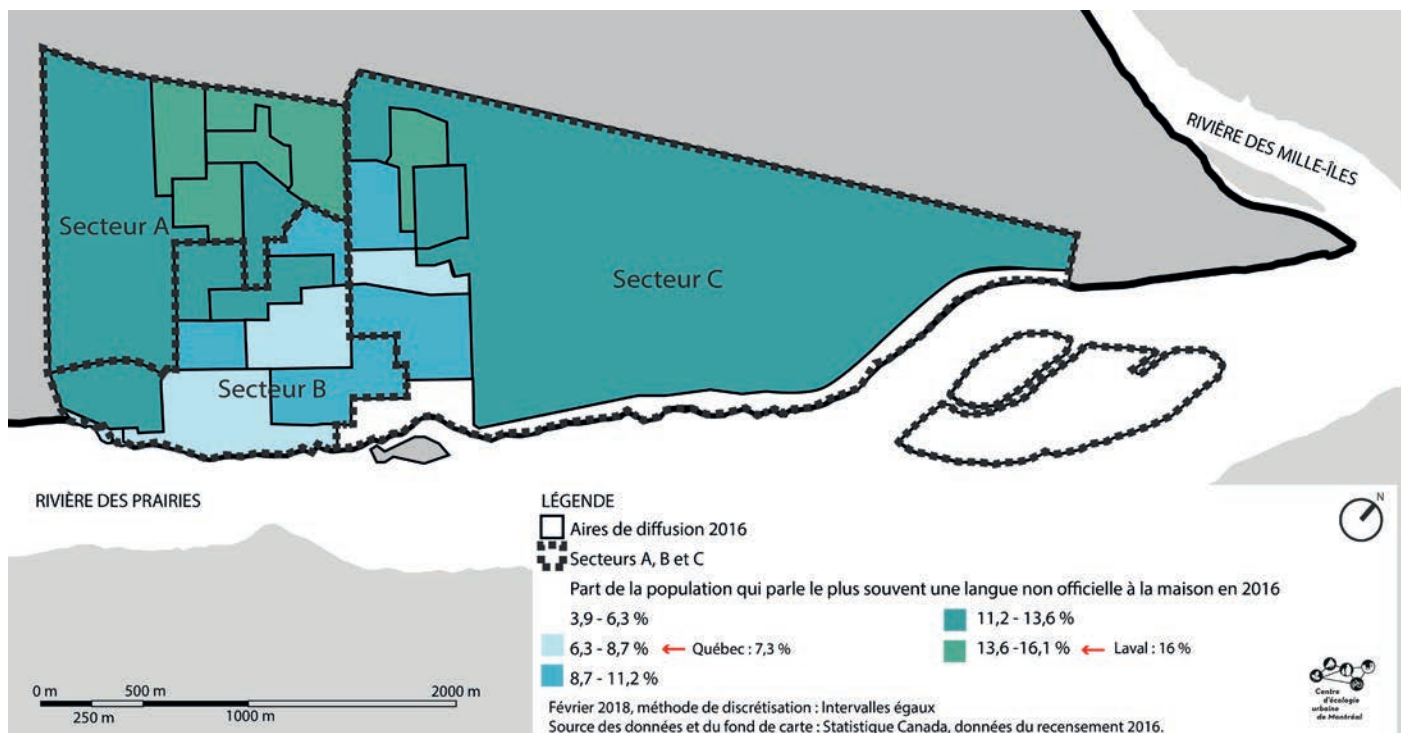 RIVIÈRE DES MILLE-ÎLES
Secteur A
Secteur C
Secteur B
RIVIÈRE DES PRAIRIES
LÉGENDE
N
Aires de diffusion 2016
Secteurs A, B et C
Part de la population qui parle le plus souvent une langue non officielle à la maison en 2016
3,9 - 6,3 %
11,2 - 13,6 %
6,3 - 8,7 % ← Québec : 7,3 %
13,6 -16,1 % ← Laval : 16 %
8,7 - 11,2 %
0 m 500 m 2000 m
250 m 1000 m
Février 2018, méthode de discrétisation : Intervalles égaux
Source des données et du fond de carte : Statistique Canada, données du recensement 2016.
Centre
d'écologie
urbaine
de Montréal